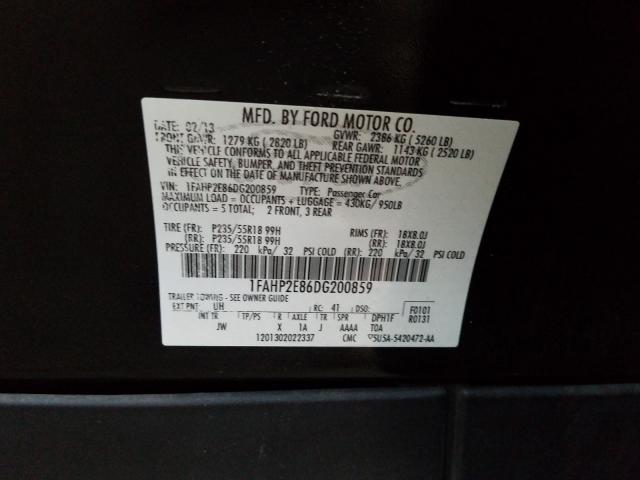 MFD. BY FORD MOTOR CO.
DATE: 02/13 GVWR: 2386 KG ( 5260 LB)
FRONT GAWR: 1279 KG ( 2820 LB) REAR GAWR: 1143 KG ( 2520 LB)
THIS VEHICLE CONFORMS TO ALL APPLICABLE FEDERAL MOTOR
VEHICLE SAFETY, BUMPER, AND THEFT PREVENTION STANDARDS
IN EFFECT ON THE DATE OF MANUFACTURE SHOWN ABOVE.
VIN: 1FAHP2E86DG200859 TYPE: Passenger Car
MAXIMUM LOAD = OCCUPANTS + LUGGAGE = 430KG/ 950LB
OCCUPANTS = 5 TOTAL; 2 FRONT, 3 REAR
TIRE (FR): P235/55R18 99H RIMS (FR): 18X8.0J
(RR): P235/55R18 99H (RR): 18X8.0J
PRESSURE (FR): 220 kPa/ 32 PSI COLD (RR): 220 kPa/ 32 PSI COLD
1FAHP2E86DG200859
TRAILER TOWING - SEE OWNER GUIDE
EXT PNT: UH RC: 41 DSO: F0101
INT TR TP/PS R AXLE TR SPR DPH1F R0131
JW X 1A J AAAA TOA
1201302022337 CMC 5U5A-5420472-AA